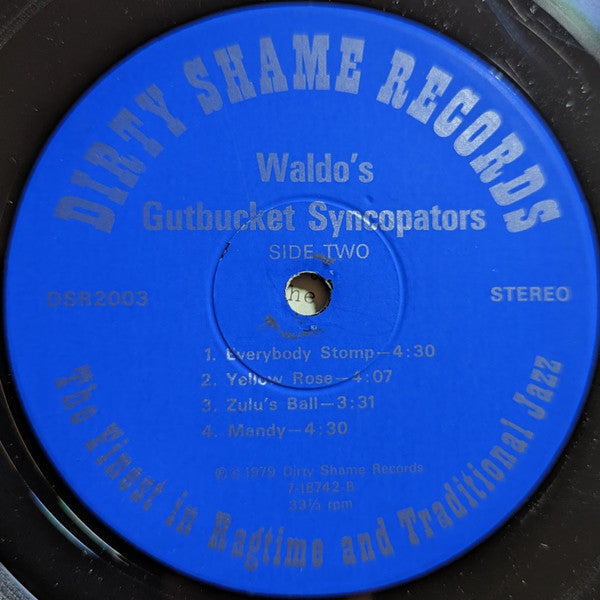 DIRTY SHAME RECORDS
Waldo's
Gutbucket Syncopators
SIDE TWO
he
DSR2003
STEREO
1. Everybody Stomp—4:30
2. Yellow Rose—4:07
3. Zulu's Ball—3:31
4. Mandy—4:30
℗ © 1979 Dirty Shame Records
7-18742-B
33⅓ rpm
The Finest in Ragtime and Traditional Jazz